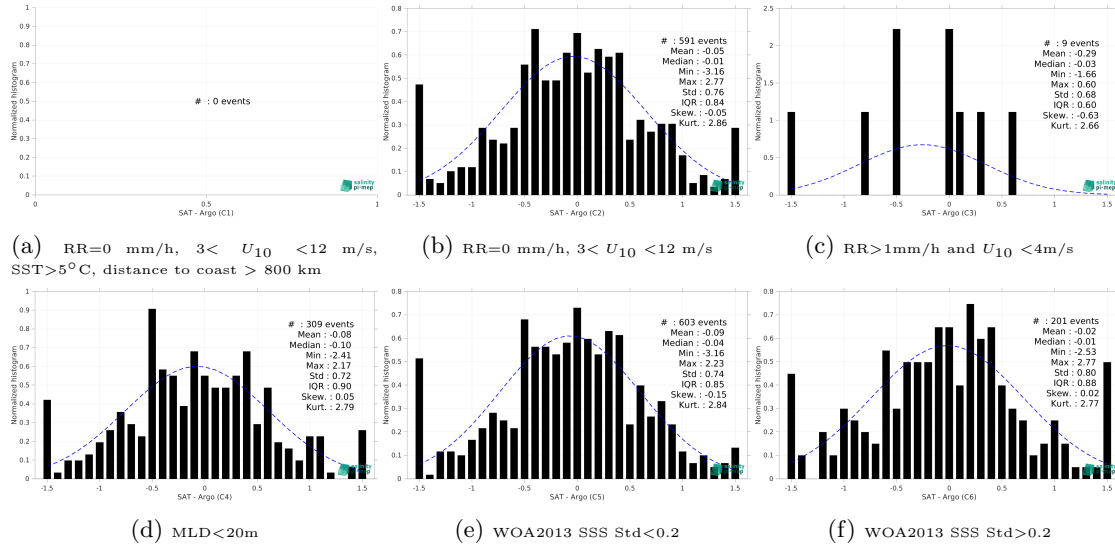 1
0.9
0.8
0.7
0.6
0.5
0.4
0.3
0.2
0.1
0
Normalized histogram
# : 0 events
salinity
pi-mep
0 0.5 1
SAT - Argo (C1)
(a) RR=0 mm/h, 3< U10 <12 m/s,
SST>5°C, distance to coast > 800 km
0.8
0.7
0.6
0.5
0.4
0.3
0.2
0.1
0
Normalized histogram
# : 591 events
Mean : -0.05
Median : -0.01
Min : -3.16
Max : 2.77
Std : 0.76
IQR : 0.84
Skew. : -0.05
Kurt. : 2.86
salinity
pi-mep
-1.5 -1 -0.5 0 0.5 1 1.5
SAT - Argo (C2)
(b) RR=0 mm/h, 3< U10 <12 m/s
2.5
2
1.5
1
0.5
0
Normalized histogram
# : 9 events
Mean : -0.29
Median : -0.03
Min : -1.66
Max : 0.60
Std : 0.68
IQR : 0.60
Skew. : -0.63
Kurt. : 2.66
salinity
pi-mep
-1.5 -1 -0.5 0 0.5 1 1.5
SAT - Argo (C3)
(c) RR>1mm/h and U10 <4m/s
1
0.9
0.8
0.7
0.6
0.5
0.4
0.3
0.2
0.1
0
Normalized histogram
# : 309 events
Mean : -0.08
Median : -0.10
Min : -2.41
Max : 2.17
Std : 0.72
IQR : 0.90
Skew. : 0.05
Kurt. : 2.79
salinity
pi-mep
-1.5 -1 -0.5 0 0.5 1 1.5
SAT - Argo (C4)
(d) MLD<20m
0.8
0.7
0.6
0.5
0.4
0.3
0.2
0.1
0
Normalized histogram
# : 603 events
Mean : -0.09
Median : -0.04
Min : -3.16
Max : 2.23
Std : 0.74
IQR : 0.85
Skew. : -0.15
Kurt. : 2.84
salinity
pi-mep
-1.5 -1 -0.5 0 0.5 1 1.5
SAT - Argo (C5)
(e) WOA2013 SSS Std<0.2
0.8
0.7
0.6
0.5
0.4
0.3
0.2
0.1
0
Normalized histogram
# : 201 events
Mean : -0.02
Median : -0.01
Min : -2.53
Max : 2.77
Std : 0.80
IQR : 0.88
Skew. : 0.02
Kurt. : 2.77
salinity
pi-mep
-1.5 -1 -0.5 0 0.5 1 1.5
SAT - Argo (C6)
(f) WOA2013 SSS Std>0.2